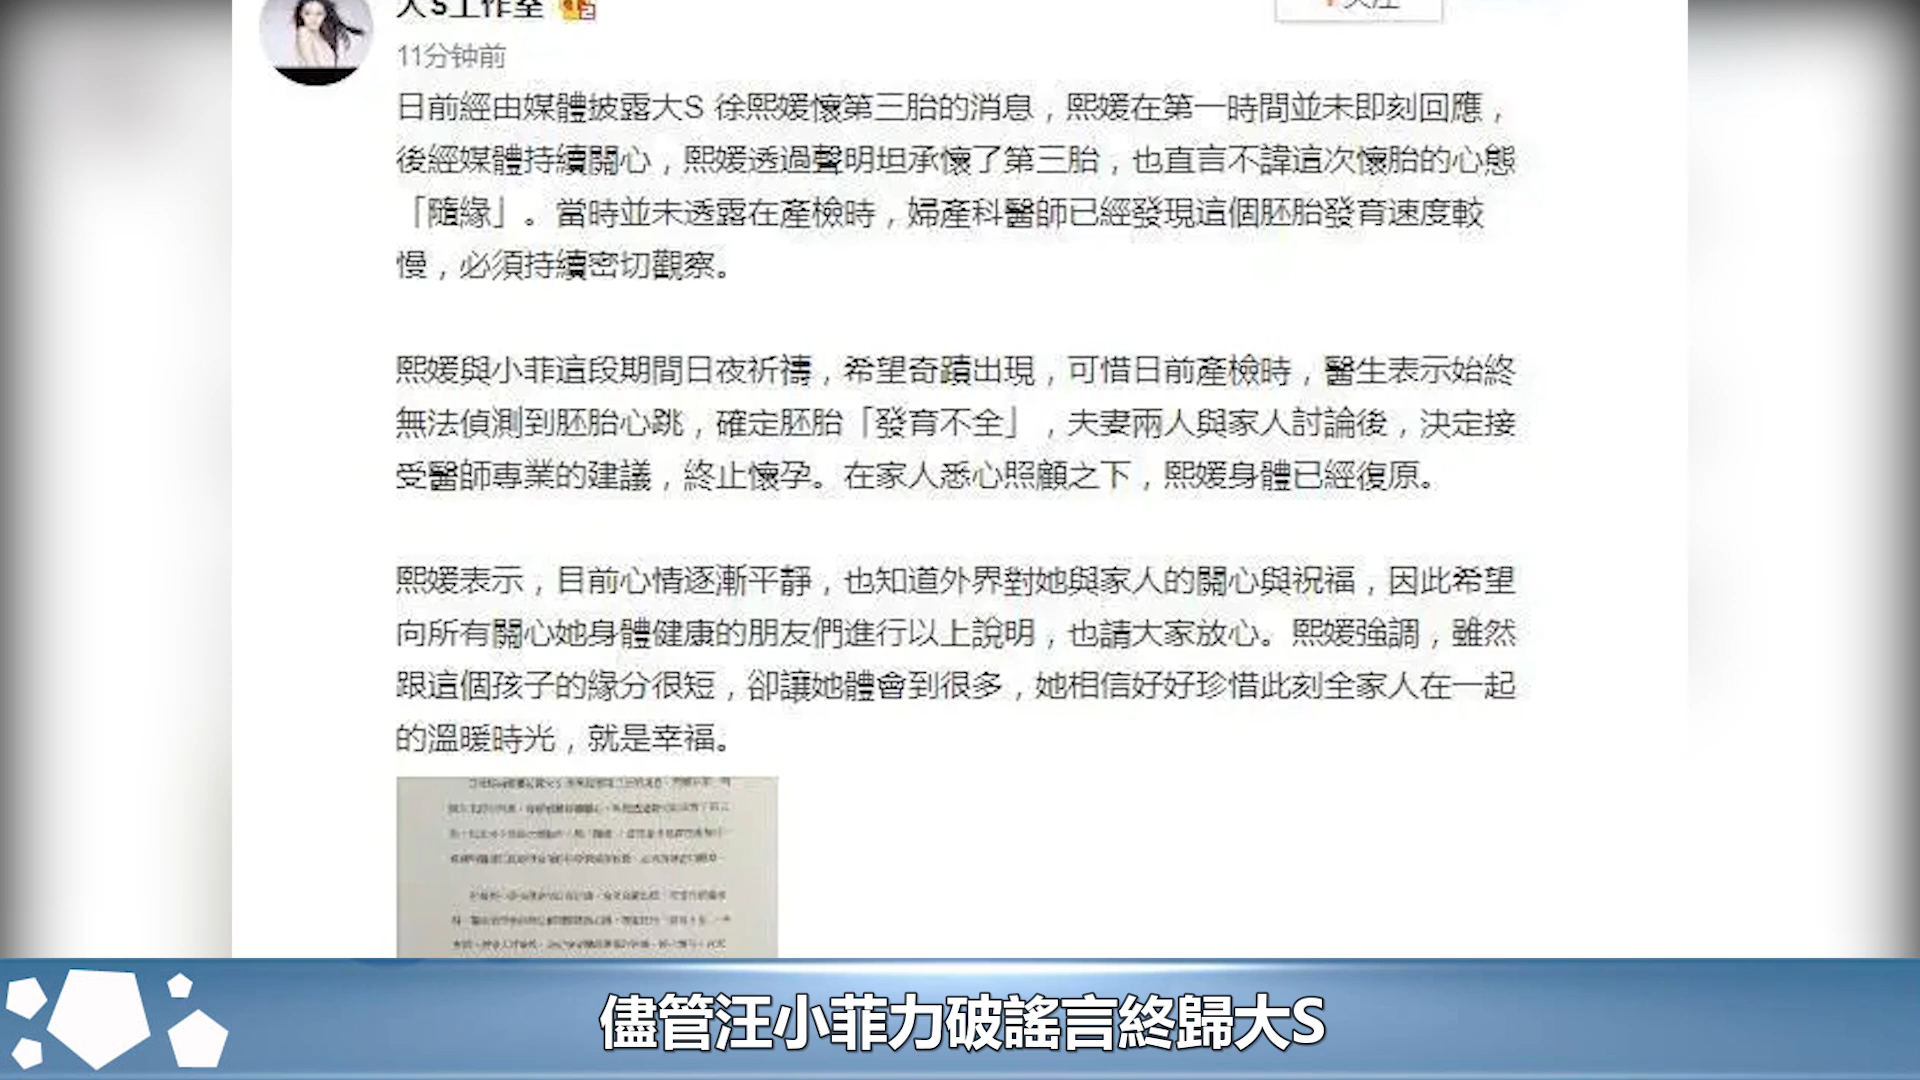 大S工作室
关注
11分钟前
日前經由媒體披露大S 徐熙媛懷第三胎的消息，熙媛在第一時間並未即刻回應，
後經媒體持續關心，熙媛透過聲明坦承懷了第三胎，也直言不諱這次懷胎的心態
「隨緣」。當時並未透露在產檢時，婦產科醫師已經發現這個胚胎發育速度較
慢，必須持續密切觀察。
熙媛與小菲這段期間日夜祈禱，希望奇蹟出現，可惜日前產檢時，醫生表示始終
無法偵測到胚胎心跳，確定胚胎「發育不全」，夫妻兩人與家人討論後，決定接
受醫師專業的建議，終止懷孕。在家人悉心照顧之下，熙媛身體已經復原。
熙媛表示，目前心情逐漸平靜，也知道外界對她與家人的關心與祝福，因此希望
向所有關心她身體健康的朋友們進行以上說明，也請大家放心。熙媛強調，雖然
跟這個孩子的緣分很短，卻讓她體會到很多，她相信好好珍惜此刻全家人在一起
的溫暖時光，就是幸福。
儘管汪小菲力破謠言終歸大S